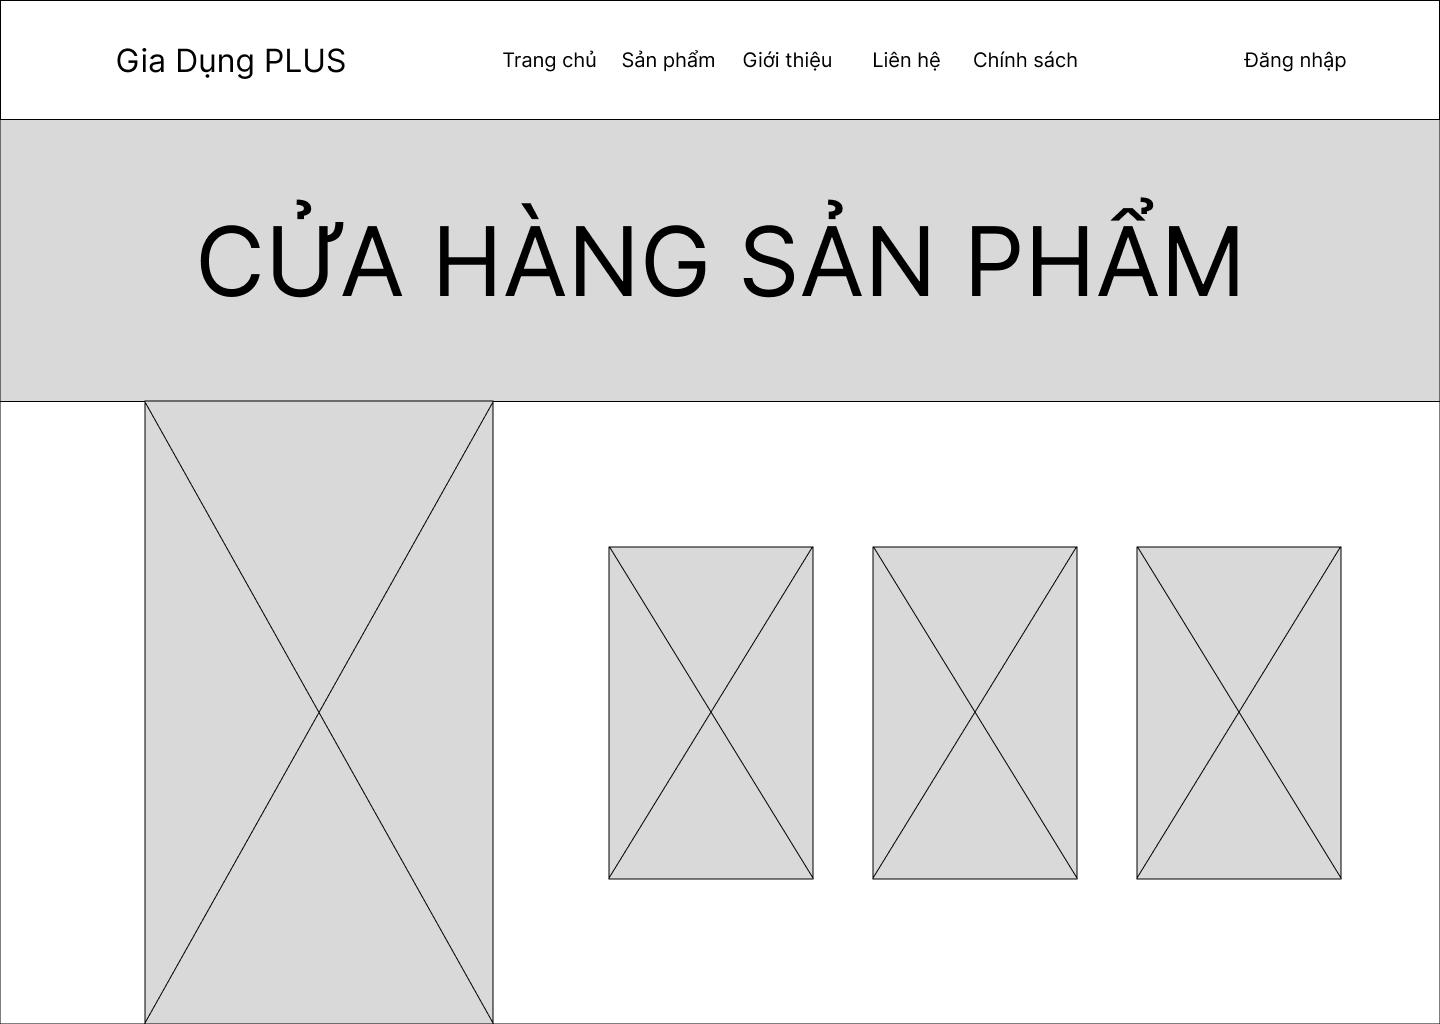 Gia Dụng PLUS
Trang chủ Sản phẩm Giới thiệu Liên hệ Chính sách
Đăng nhập
CỬA HÀNG SẢN PHẨM